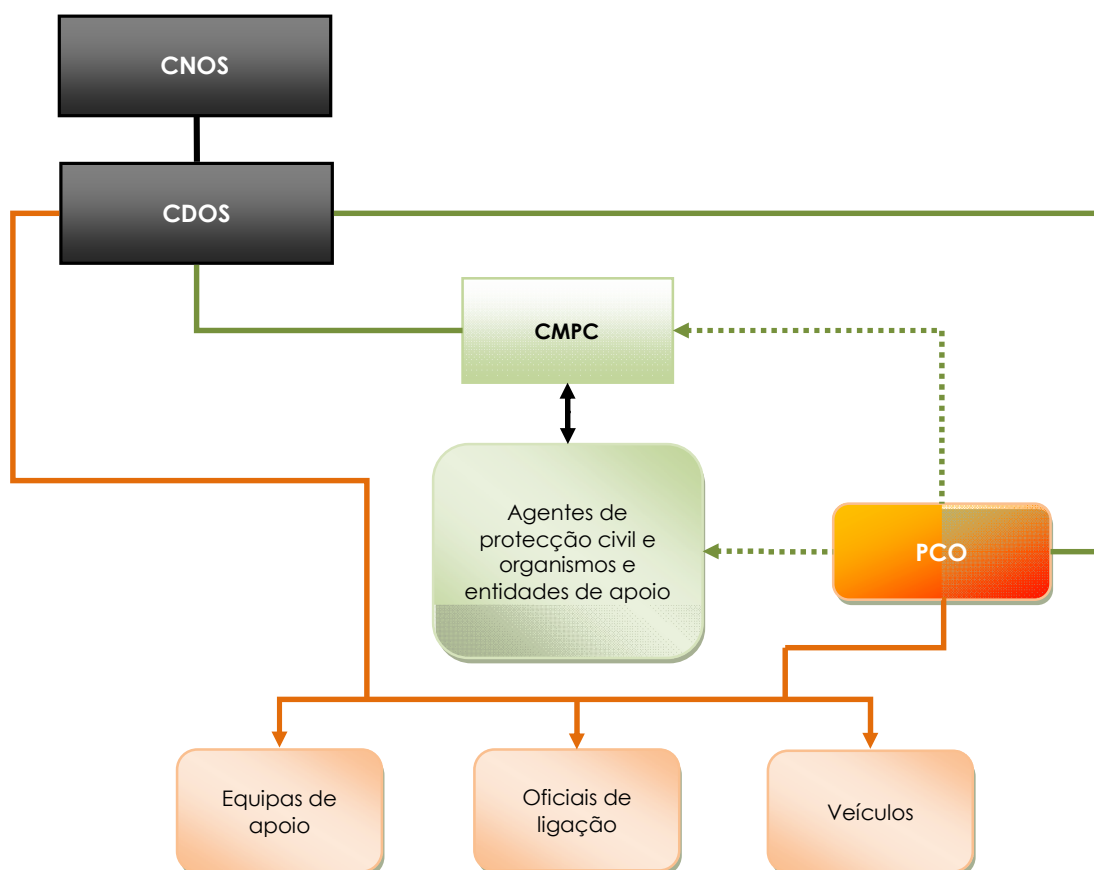 CNOS
CDOS
CMPC
Agentes de
protecção civil e
organismos e
entidades de apoio
PCO
Equipas de
apoio
Oficiais de
ligação
Veículos